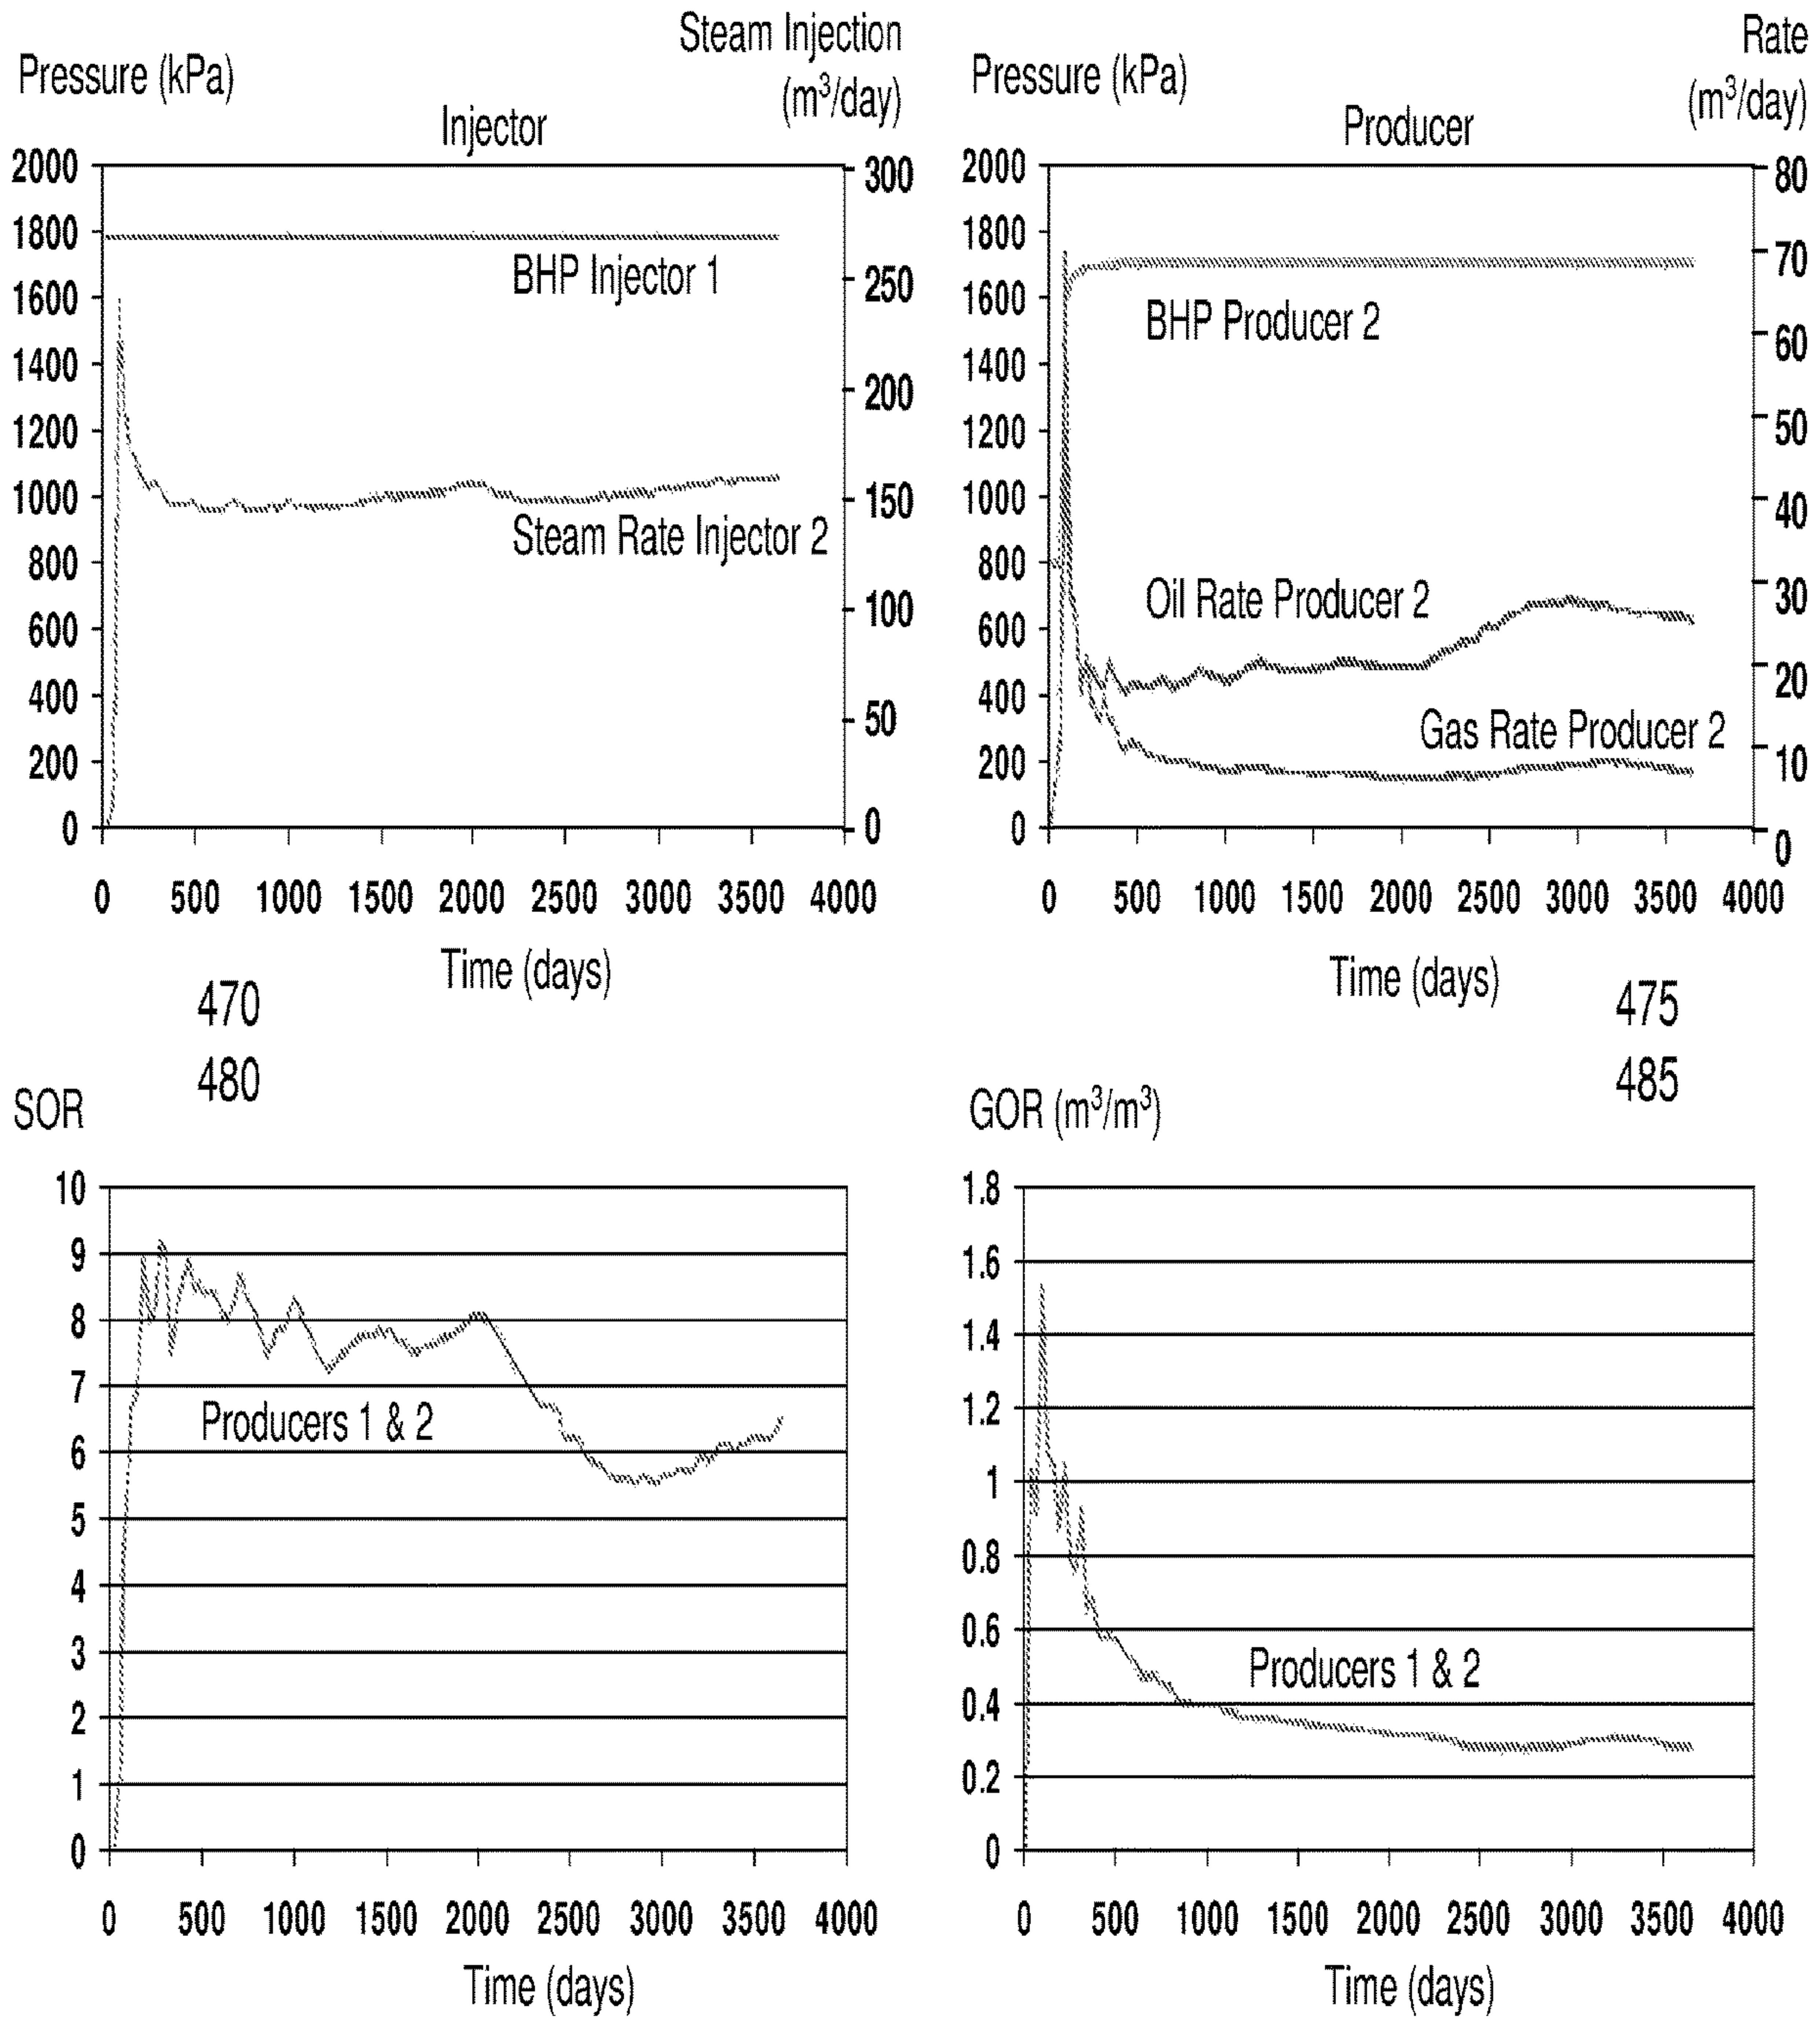 Steam Injection
Pressure (kPa)
(m³/day)
Injector
2000
1800
1600
1400
1200
1000
800
600
400
200
0
300
250
200
150
100
50
0
BHP Injector 1
Steam Rate Injector 2
0 500 1000 1500 2000 2500 3000 3500 4000
Time (days)
470
Rate
Pressure (kPa)
(m³/day)
Producer
2000
1800
1600
1400
1200
1000
800
600
400
200
0
80
70
60
50
40
30
20
10
0
BHP Producer 2
Oil Rate Producer 2
Gas Rate Producer 2
0 500 1000 1500 2000 2500 3000 3500 4000
Time (days)
475
480
SOR
10
9
8
7
6
5
4
3
2
1
0
Producers 1 & 2
0 500 1000 1500 2000 2500 3000 3500 4000
Time (days)
485
GOR (m³/m³)
1.8
1.6
1.4
1.2
1
0.8
0.6
0.4
0.2
0
Producers 1 & 2
0 500 1000 1500 2000 2500 3000 3500 4000
Time (days)